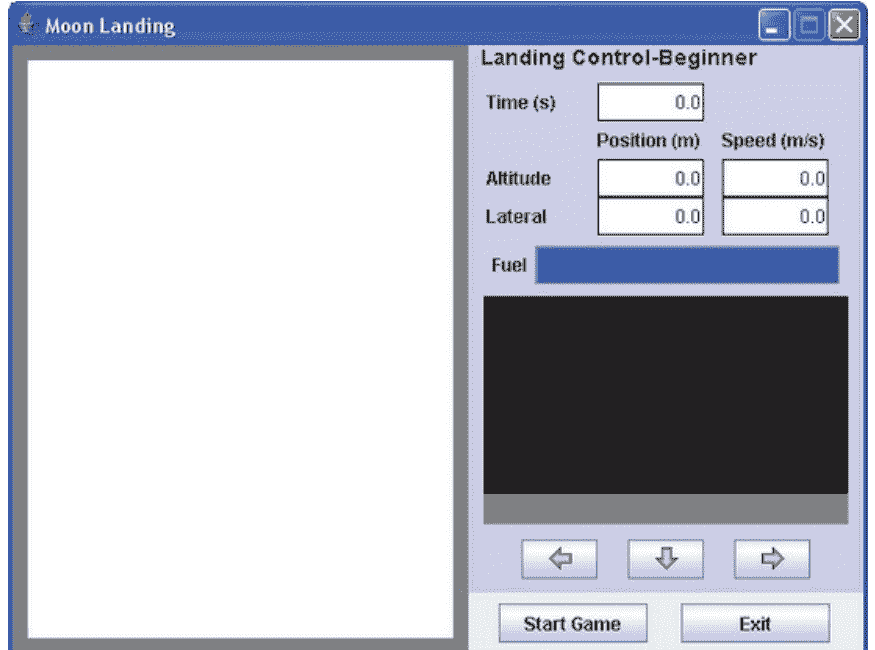 Moon Landing
Landing Control-Beginner
Time (s) 0.0
Position (m) Speed (m/s)
Altitude 0.0 0.0
Lateral 0.0 0.0
Fuel
Start Game Exit